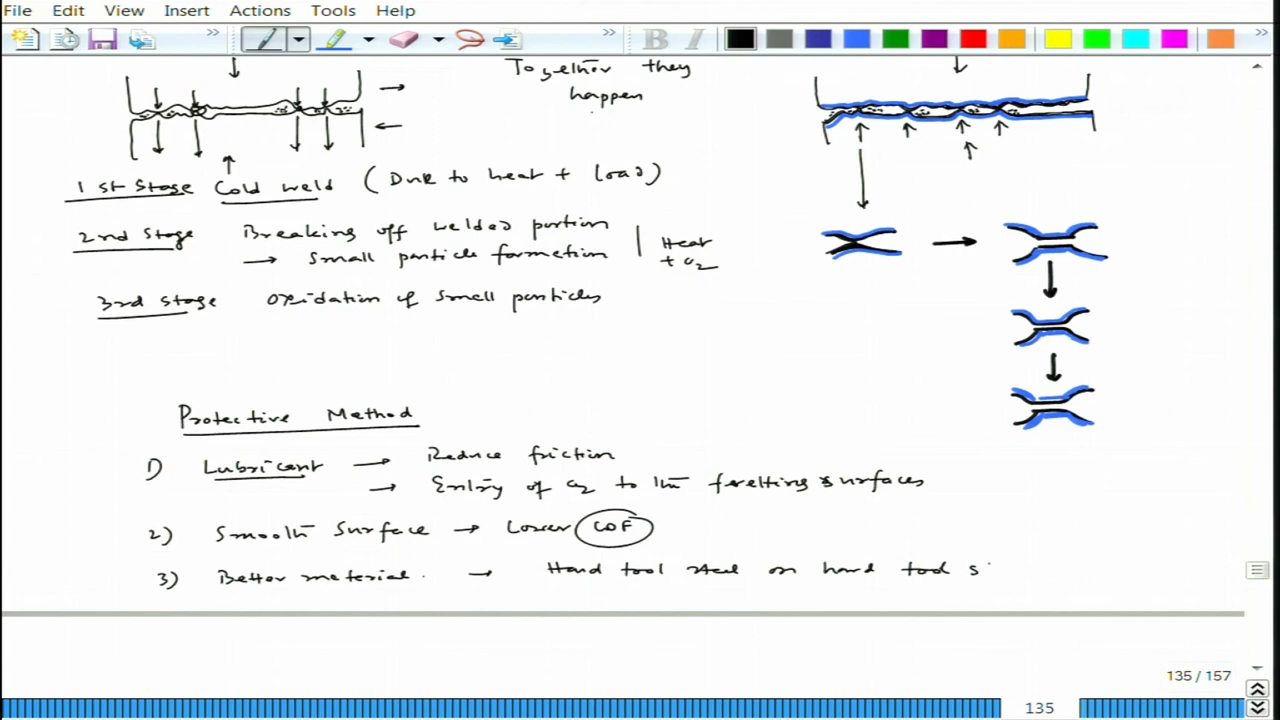 File Edit View Insert Actions Tools Help
B I
Together they
happen
1st Stage Cold weld (Due to heat + load)
2nd Stage Breaking off welded portion
→ Small particle formation
Heat
+ O2
3rd Stage Oxidation of Small particles
Protective Method
1) Lubricant → Reduce friction
→ Entry of O2 to the fretting surfaces
2) Smooth Surface → Lower COF
3) Better material. → Hard tool steel on hard tool s
135 / 157
135